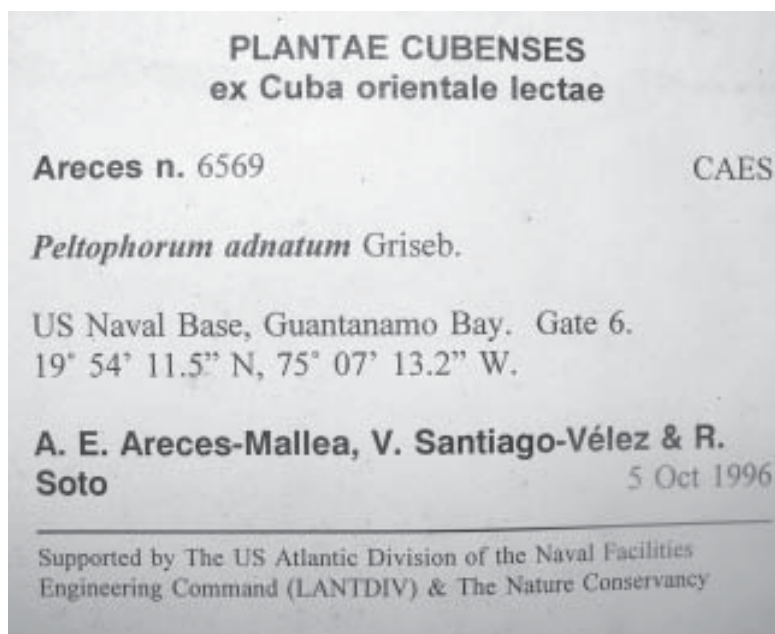 PLANTAE CUBENSES
ex Cuba orientale lectae
Areces n. 6569 CAES
Peltophorum adnatum Griseb.
US Naval Base, Guantanamo Bay. Gate 6.
19° 54’ 11.5” N, 75° 07’ 13.2” W.
A. E. Areces-Mallea, V. Santiago-Vélez & R.
Soto 5 Oct 1996
Supported by The US Atlantic Division of the Naval Facilities
Engineering Command (LANTDIV) & The Nature Conservancy